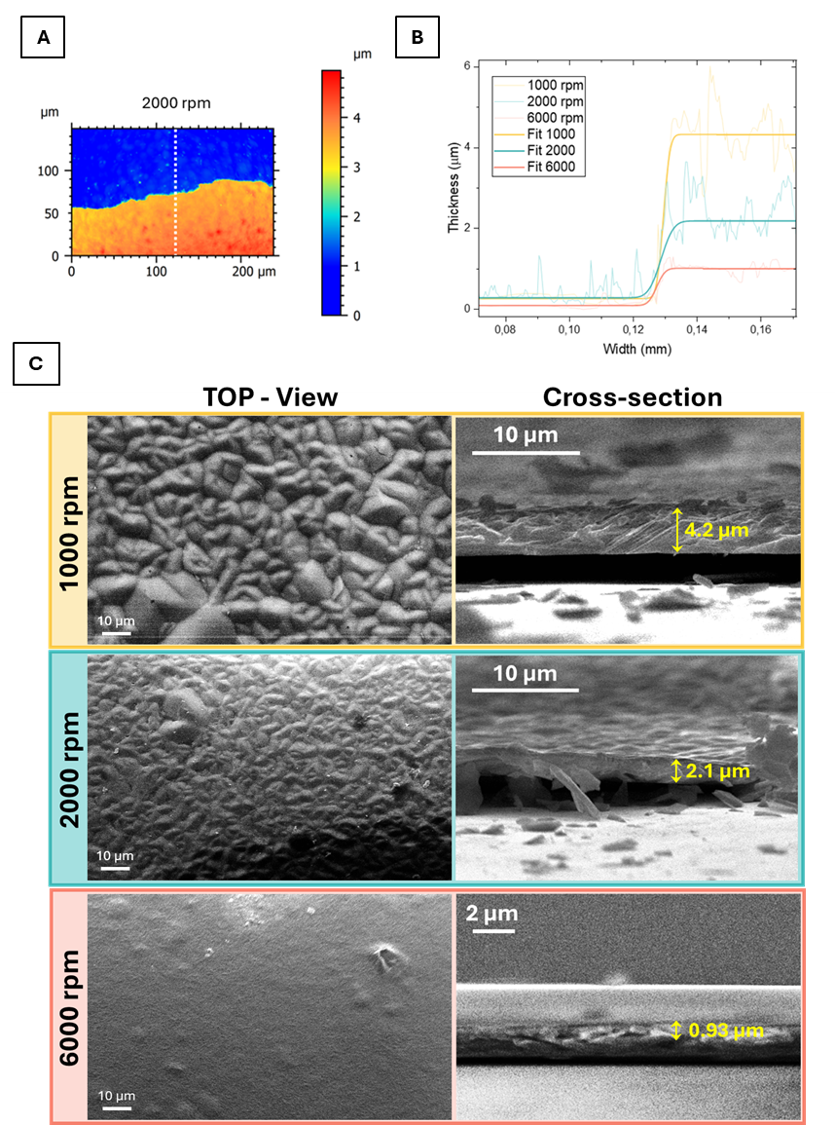 A
2000 rpm
µm
100
50
0
0
100
200 µm
µm
4
3
2
1
0
B
1000 rpm
2000 rpm
6000 rpm
Fit 1000
Fit 2000
Fit 6000
Thickness (µm)
6
4
2
0
0,08
0,10
0,12
0,14
0,16
Width (mm)
C
TOP - View
Cross-section
1000 rpm
10 µm
10 µm
4.2 µm
2000 rpm
10 µm
10 µm
2.1 µm
6000 rpm
10 µm
2 µm
0,93 µm